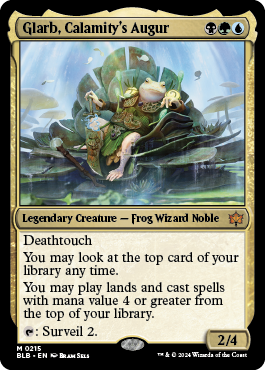 Glarb, Calamity's Augur
Legendary Creature — Frog Wizard Noble
Deathtouch
You may look at the top card of your
library any time.
You may play lands and cast spells
with mana value 4 or greater from
the top of your library.
: Surveil 2.
2/4
M 0215
BLB • EN Bram Sels
™ & © 2024 Wizards of the Coast